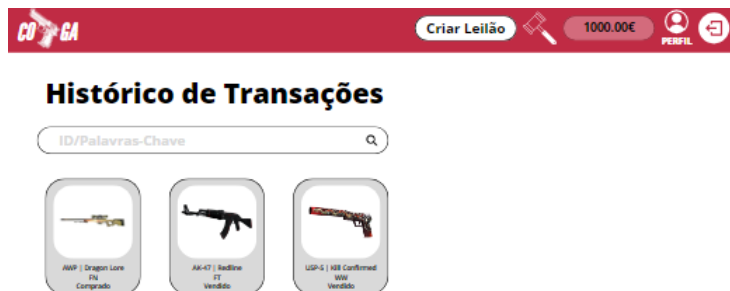 CO GA
Criar Leilão
1000.00€
PERFIL
Histórico de Transações
ID/Palavras-Chave
AWP | Dragon Lore
FN
Comprado
AK-47 | Redline
FT
Vendido
USP-S | Kill Confirmed
WW
Vendido